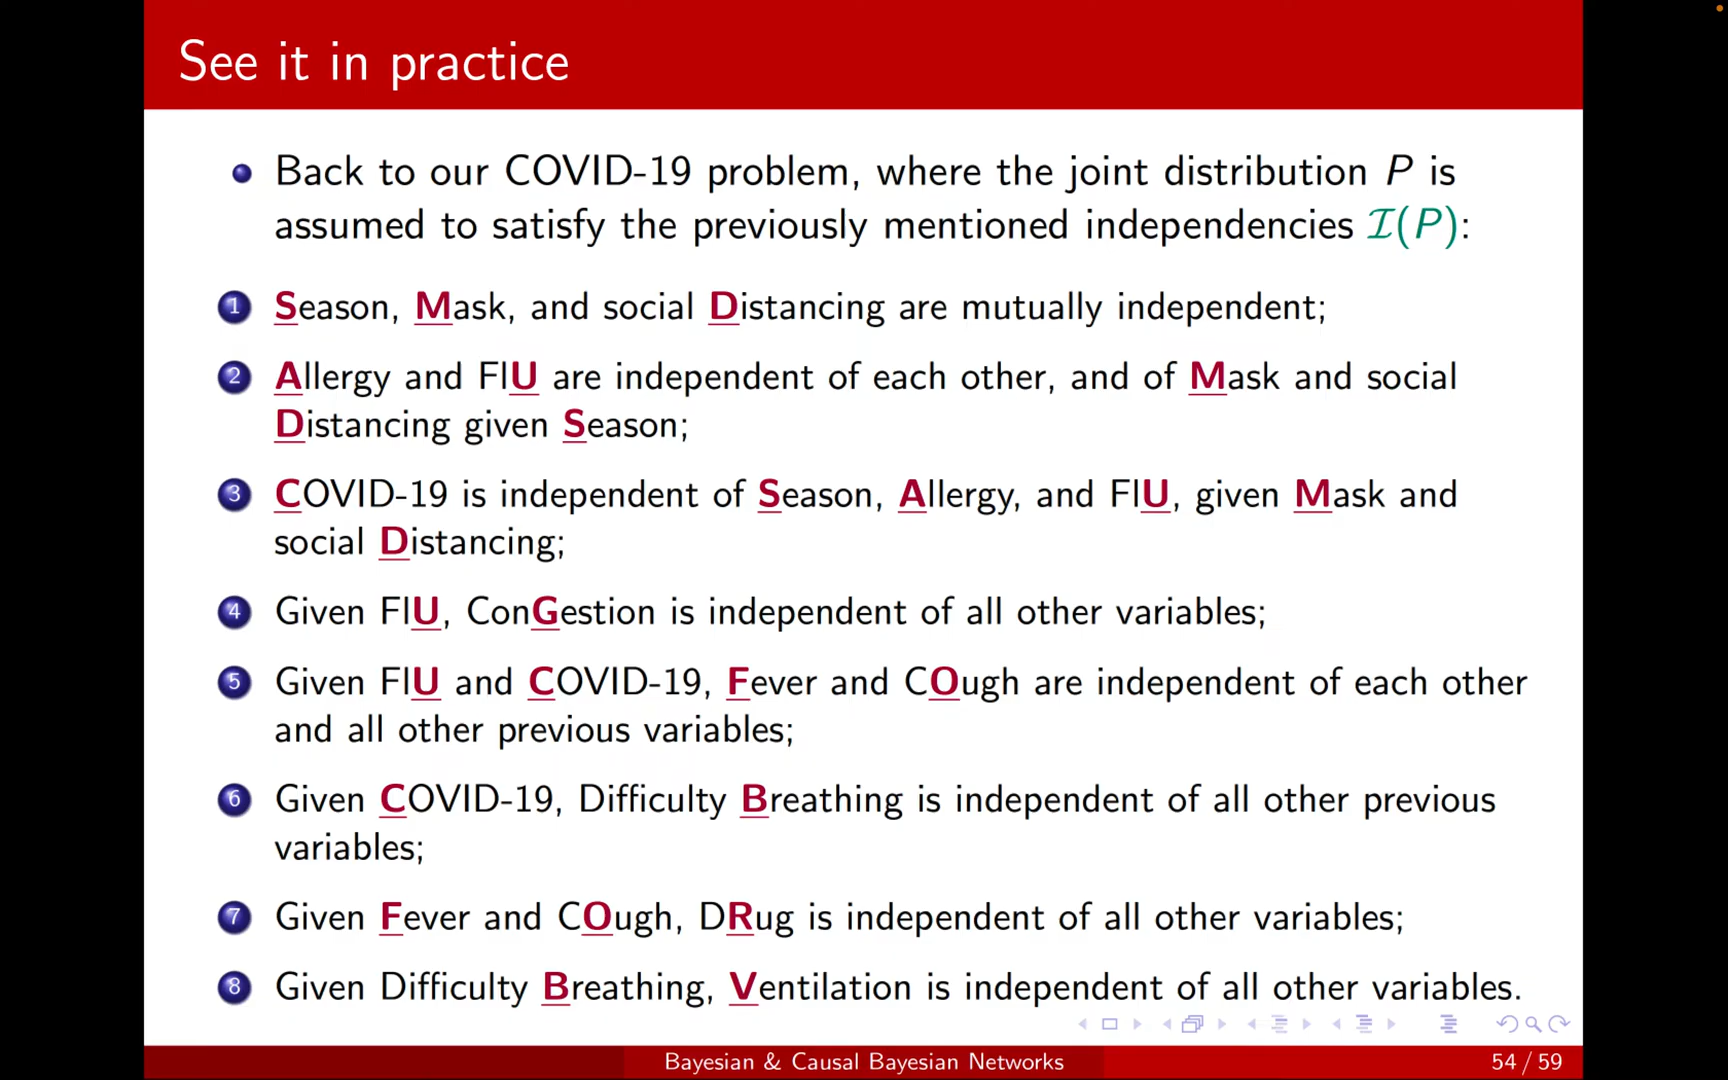 See it in practice
Back to our COVID-19 problem, where the joint distribution P is
assumed to satisfy the previously mentioned independencies ℐ(P):
1 Season, Mask, and social Distancing are mutually independent;
2 Allergy and FlU are independent of each other, and of Mask and social
Distancing given Season;
3 COVID-19 is independent of Season, Allergy, and FlU, given Mask and
social Distancing;
4 Given FlU, ConGestion is independent of all other variables;
5 Given FlU and COVID-19, Fever and COugh are independent of each other
and all other previous variables;
6 Given COVID-19, Difficulty Breathing is independent of all other previous
variables;
7 Given Fever and COugh, DRug is independent of all other variables;
8 Given Difficulty Breathing, Ventilation is independent of all other variables.
Bayesian & Causal Bayesian Networks 54 / 59